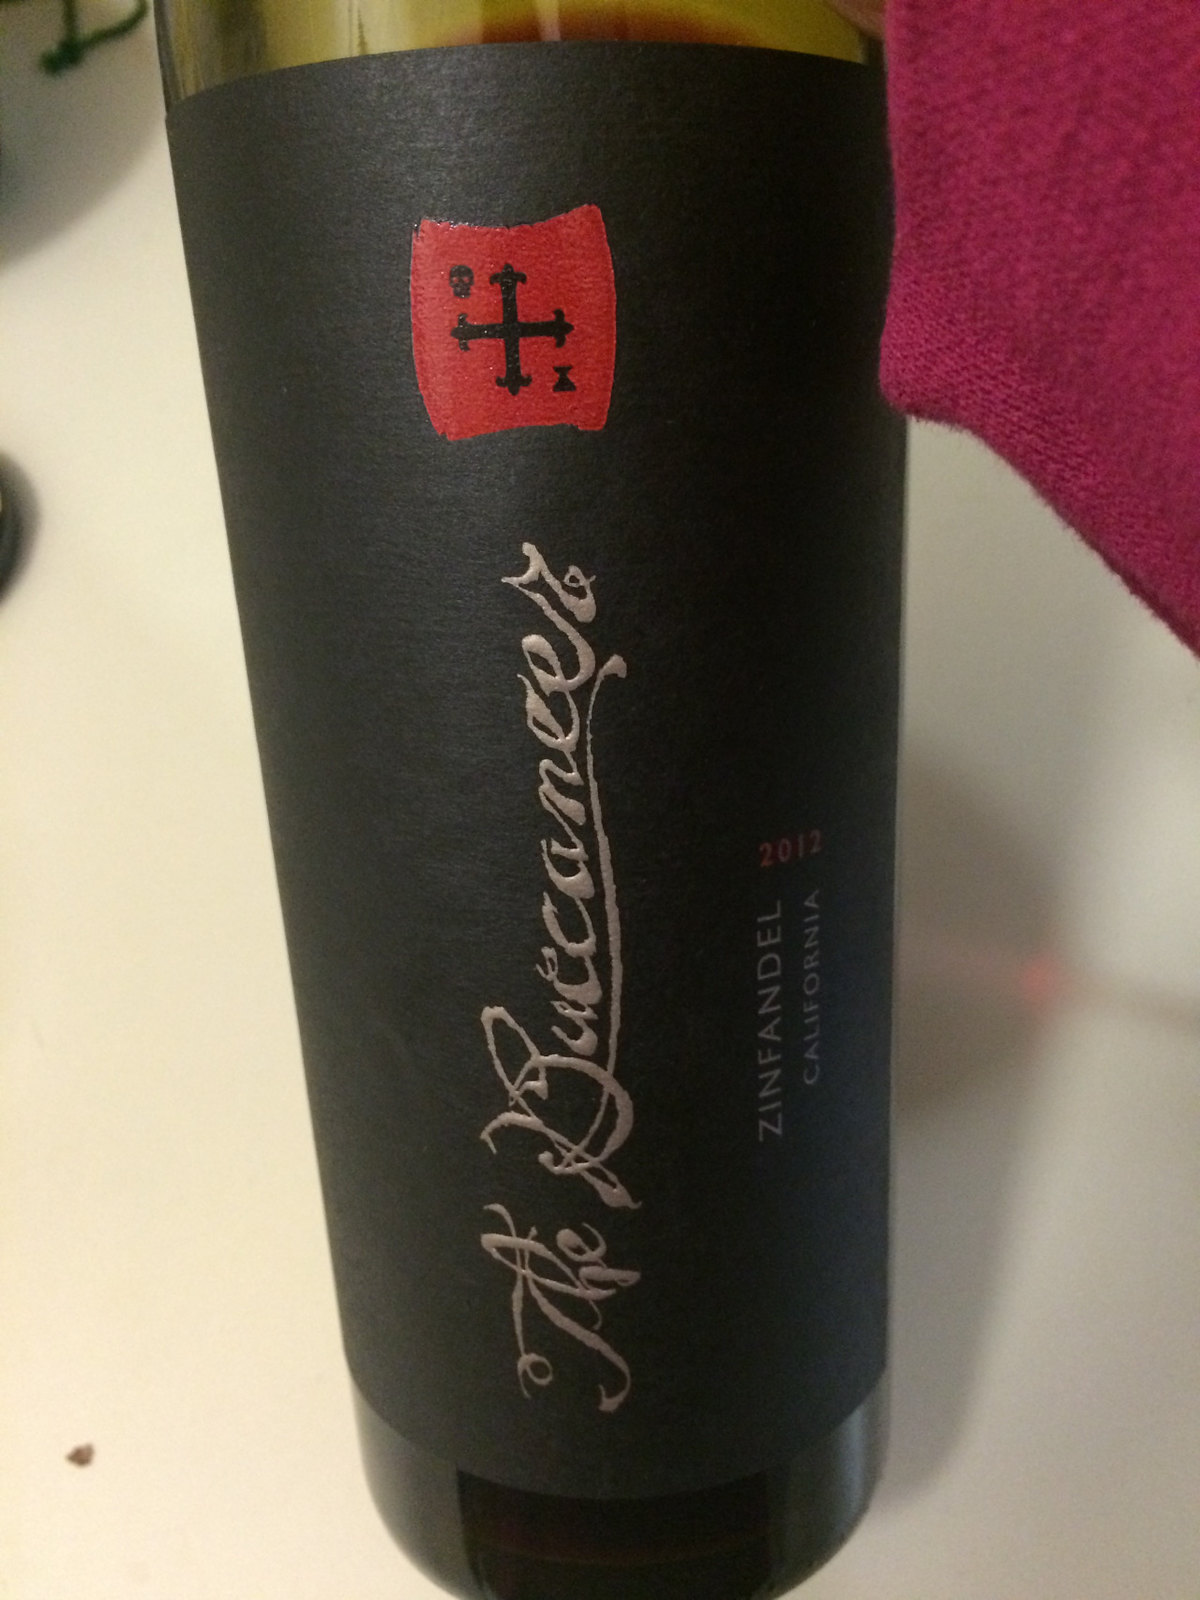 The Buccaneer
ZINFANDEL 2012
CALIFORNIA